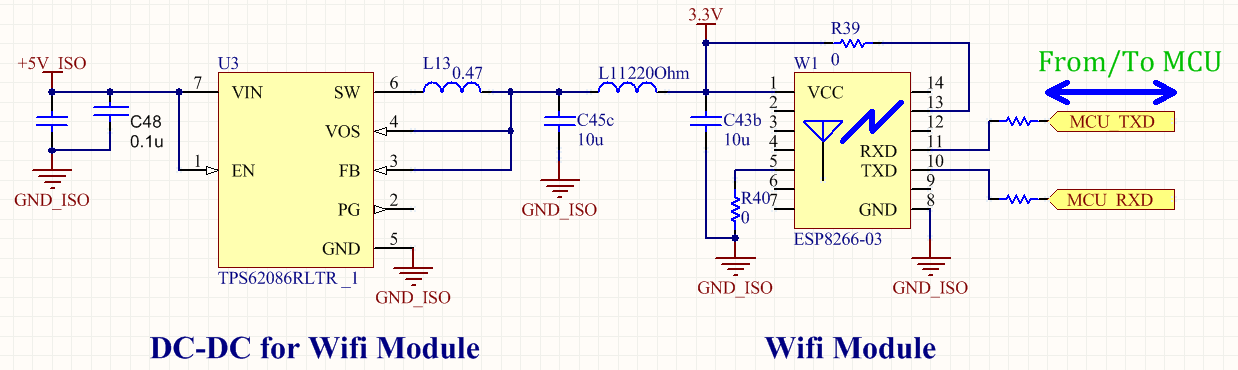 +5V_ISO
C48
0.1u
GND_ISO
U3
7
VIN
1
EN
SW
6
VOS
4
FB
3
PG
2
GND
5
TPS62086RLTR _1
GND_ISO
L13
0.47
C45c
10u
GND_ISO
L11220Ohm
3.3V
C43b
10u
R39
0
W1
1
VCC
2
3
4
5
6
7
14
13
12
RXD
11
TXD
10
9
GND
8
ESP8266-03
R40
0
GND_ISO
GND_ISO
From/To MCU
MCU_TXD
MCU_RXD
DC-DC for Wifi Module
Wifi Module